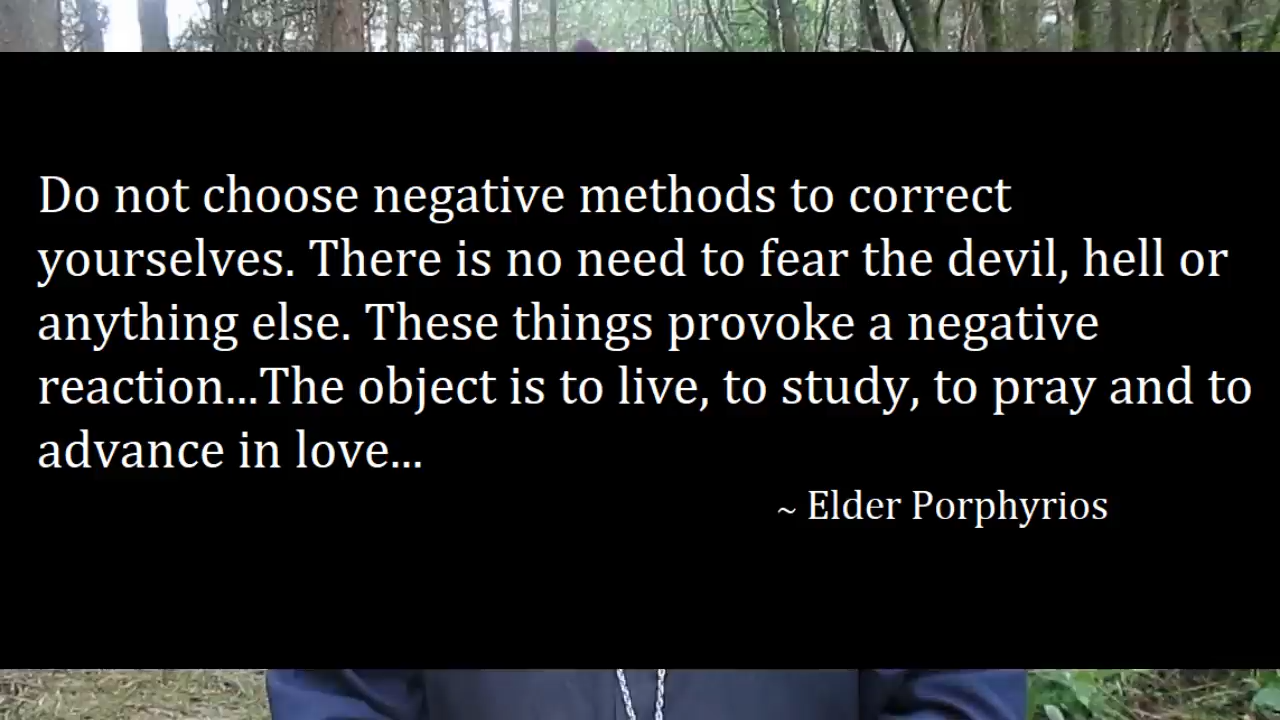 Do not choose negative methods to correct
yourselves. There is no need to fear the devil, hell or
anything else. These things provoke a negative
reaction...The object is to live, to study, to pray and to
advance in love...
~ Elder Porphyrios